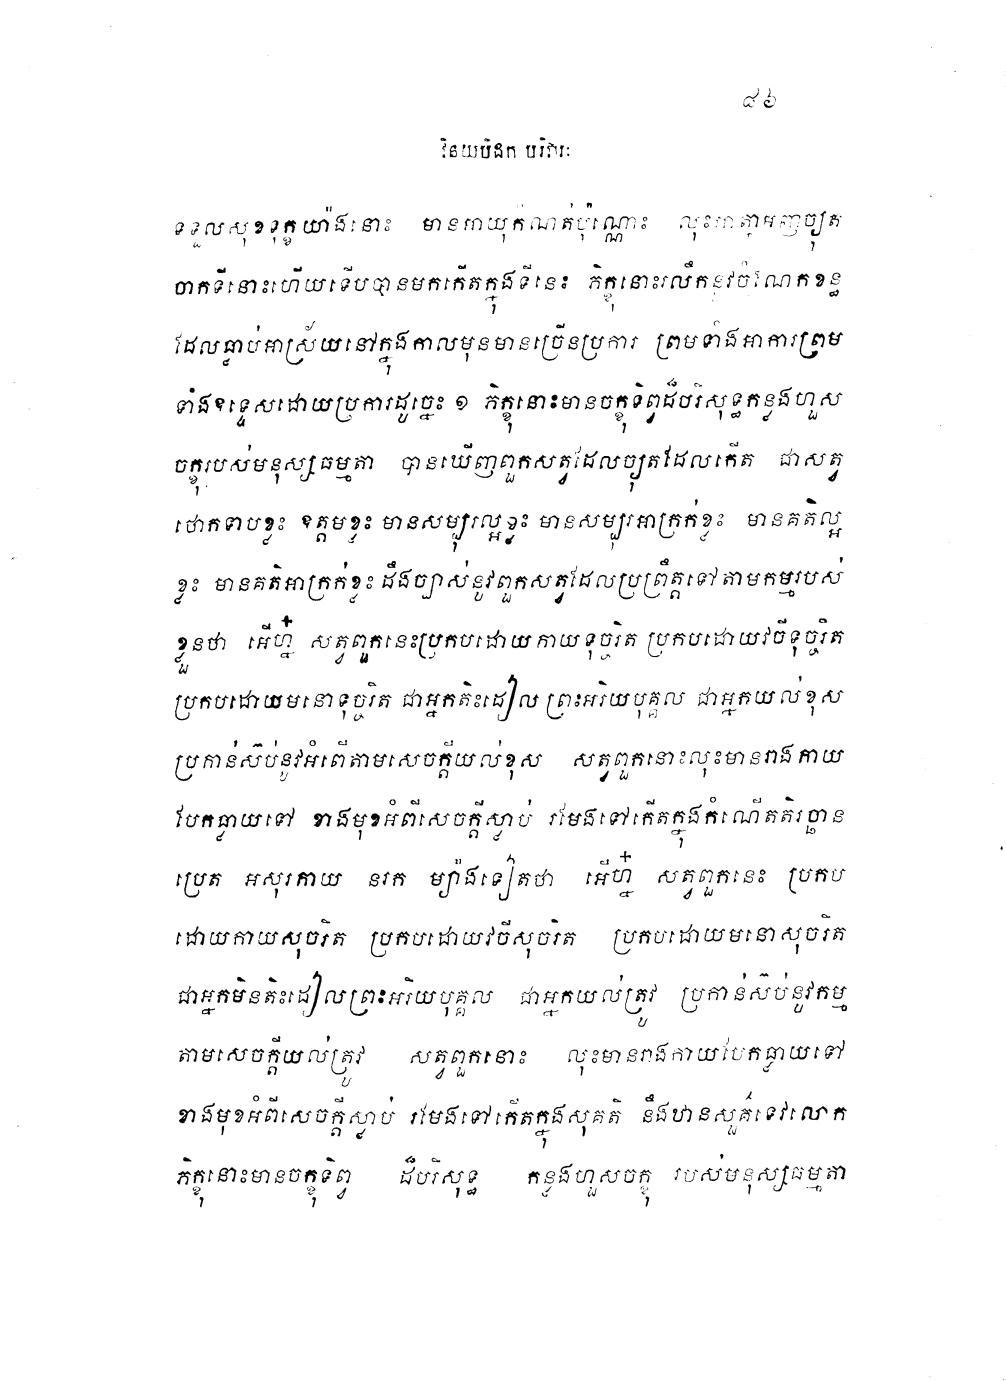 ៨៦
វិនយបិដក បរិវារៈ
ទទួលសុខទុក្ខយ៉ាងនោះ មានអាយុកំណត់ប៉ុណ្ណោះ លុះអាត្មាអញច្យុត
ចាកទីនោះហើយទើបបានមកកើតក្នុងទីនេះ ភិក្ខុនោះរលឹកនូវចំណែកខន្ធ
ដែលធ្លាប់អាស្រ័យនៅក្នុងកាលមុនមានច្រើនប្រការ ព្រមទាំងអាការព្រម
ទាំងឧទ្ទេសដោយប្រការដូច្នេះ ១ ភិក្ខុនោះមានចក្ខុទិព្វដ៏បរិសុទ្ធកន្លងហួស
ចក្ខុរបស់មនុស្សធម្មតា បានឃើញពួកសត្វដែលច្យុតដែលកើត ជាសត្វ
ថោកទាបខ្លះ ឧត្តមខ្លះ មានសម្បុរល្អខ្លះ មានសម្បុរអាក្រក់ខ្លះ មានគតិល្អ
ខ្លះ មានគតិអាក្រក់ខ្លះ ដឹងច្បាស់នូវពួកសត្វដែលប្រព្រឹត្តទៅតាមកម្មរបស់
ខ្លួនថា អើហ្ន៎ សត្វពួកនេះប្រកបដោយកាយទុច្ចរិត ប្រកបដោយវចីទុច្ចរិត
ប្រកបដោយមនោទុច្ចរិត ជាអ្នកតិះដៀល ព្រះអរិយបុគ្គល ជាអ្នកយល់ខុស
ប្រកាន់ស៊ប់នូវអំពើតាមសេចក្តីយល់ខុស សត្វពួកនោះលុះមានរាងកាយ
បែកធ្លាយទៅ ខាងមុខអំពីសេចក្តីស្លាប់ រមែងទៅកើតក្នុងកំណើតតិរច្ឆាន
ប្រេត អសុរកាយ នរក ម្យ៉ាងទៀតថា អើហ្ន៎ សត្វពួកនេះ ប្រកប
ដោយកាយសុចរិត ប្រកបដោយវចីសុចរិត ប្រកបដោយមនោសុចរិត
ជាអ្នកមិនតិះដៀលព្រះអរិយបុគ្គល ជាអ្នកយល់ត្រូវ ប្រកាន់ស៊ប់នូវកម្ម
តាមសេចក្តីយល់ត្រូវ សត្វពួកនោះ លុះមានរាងកាយបែកធ្លាយទៅ
ខាងមុខអំពីសេចក្តីស្លាប់ រមែងទៅកើតក្នុងសុគតិ នឹងឋានសួគ៌ទេវលោក
ភិក្ខុនោះមានចក្ខុទិព្វ ដ៏បរិសុទ្ធ កន្លងហួសចក្ខុ របស់មនុស្សធម្មតា